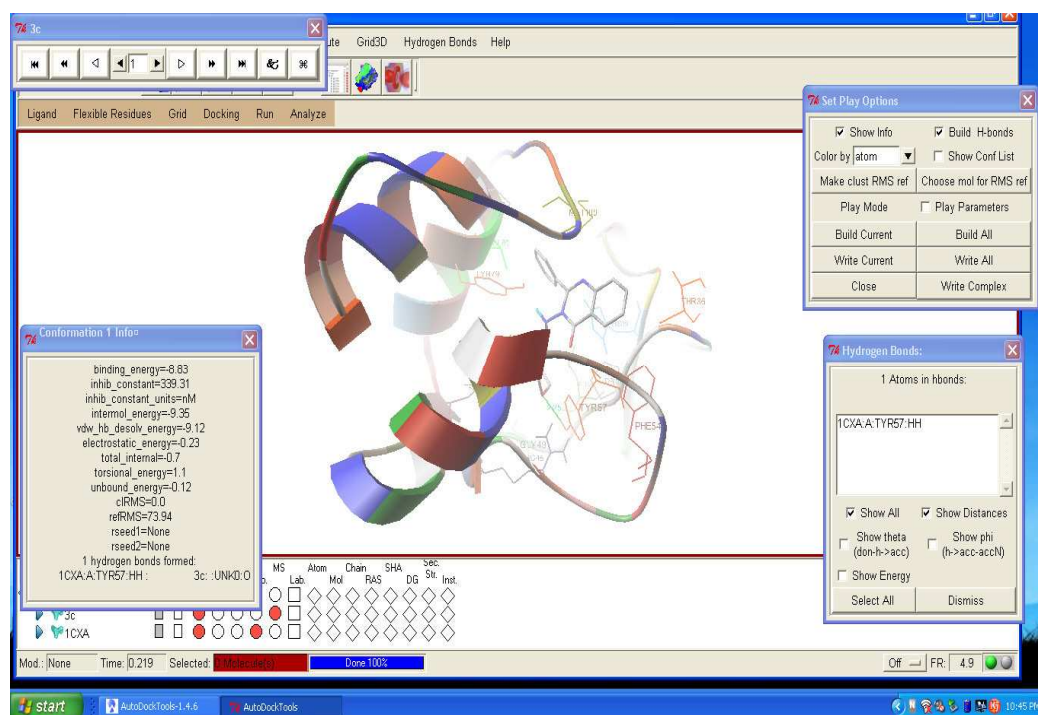 3c
1
&
⌘
ute Grid3D Hydrogen Bonds Help
Ligand Flexible Residues Grid Docking Run Analyze
Set Play Options
Show Info Build H-bonds
Color by atom Show Conf List
Make clust RMS ref Choose mol for RMS ref
Play Mode Play Parameters
Build Current Build All
Write Current Write All
Close Write Complex
TYR57
Conformation 1 Info
binding_energy=-8.83
inhib_constant=339.31
inhib_constant_units=nM
intermol_energy=-9.35
vdw_hb_desolv_energy=-9.12
electrostatic_energy=-0.23
total_internal=-0.7
torsional_energy=1.1
unbound_energy=-0.12
clRMS=0.0
refRMS=73.94
rseed1=None
rseed2=None
1 hydrogen bonds formed:
1CXA:A:TYR57:HH : 3c: :UNK0:O
Hydrogen Bonds:
1 Atoms in hbonds:
1CXA:A:TYR57:HH
Show All Show Distances
Show theta (don-h->acc) Show phi (h->acc-accN)
Show Energy
Select All Dismiss
MS Atom Chain SHA Sec.
Lab. Mol RAS DG Str. Inst.
3c
1CXA
Mod.: None Time: 0.219 Selected: 0 Molecule(s) Done 100% Off FR: 4.9
start AutoDockTools-1.4.6 AutoDockTools 10:45 PM